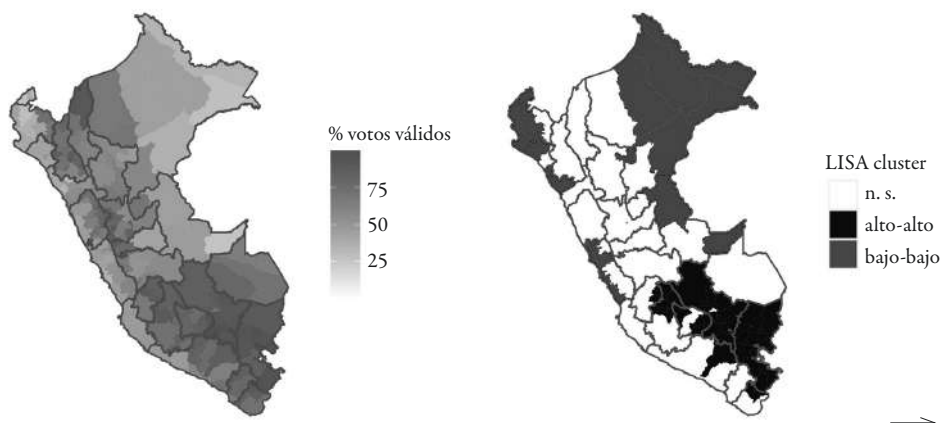 % votos válidos
75
50
25
LISA cluster
n. s.
alto-alto
bajo-bajo